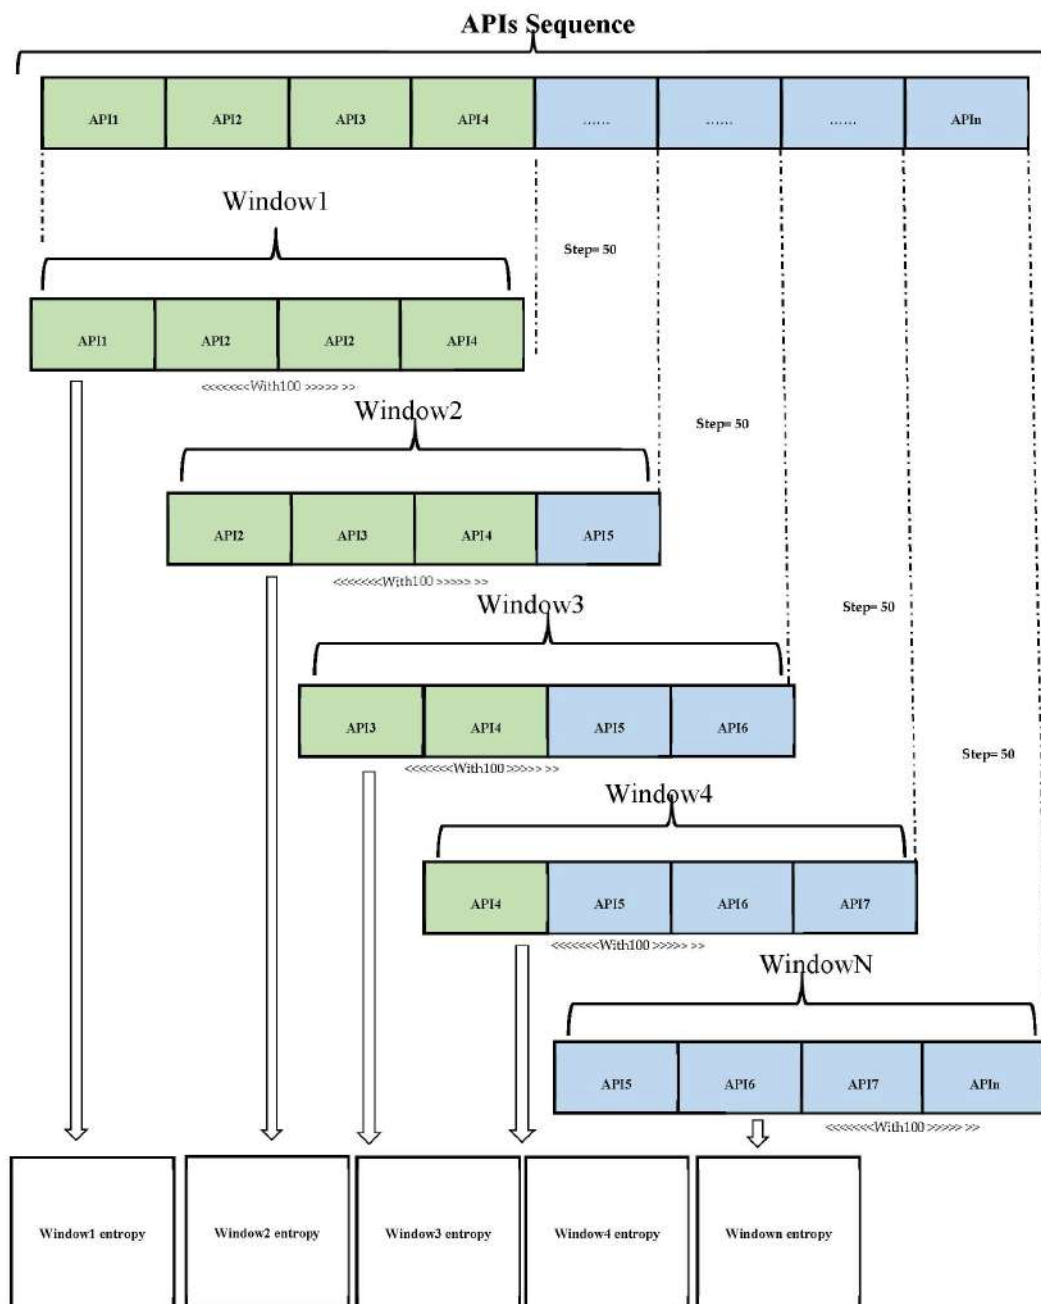 APIs Sequence
API1 API2 API3 API4 ...... ...... ...... APIn
Window1
Step= 50
API1 API2 API2 API4
<<<<<<<With100 >>>>> >>
Window2
Step= 50
API2 API3 API4 API5
<<<<<<<With100 >>>>> >>
Window3
Step= 50
API3 API4 API5 API6
<<<<<<<With100 >>>>> >>
Step= 50
Window4
API4 API5 API6 API7
<<<<<<<With100 >>>>> >>
WindowN
API5 API6 API7 APIn
<<<<<<<With100 >>>>> >>
Window1 entropy Window2 entropy Window3 entropy Window4 entropy Windown entropy